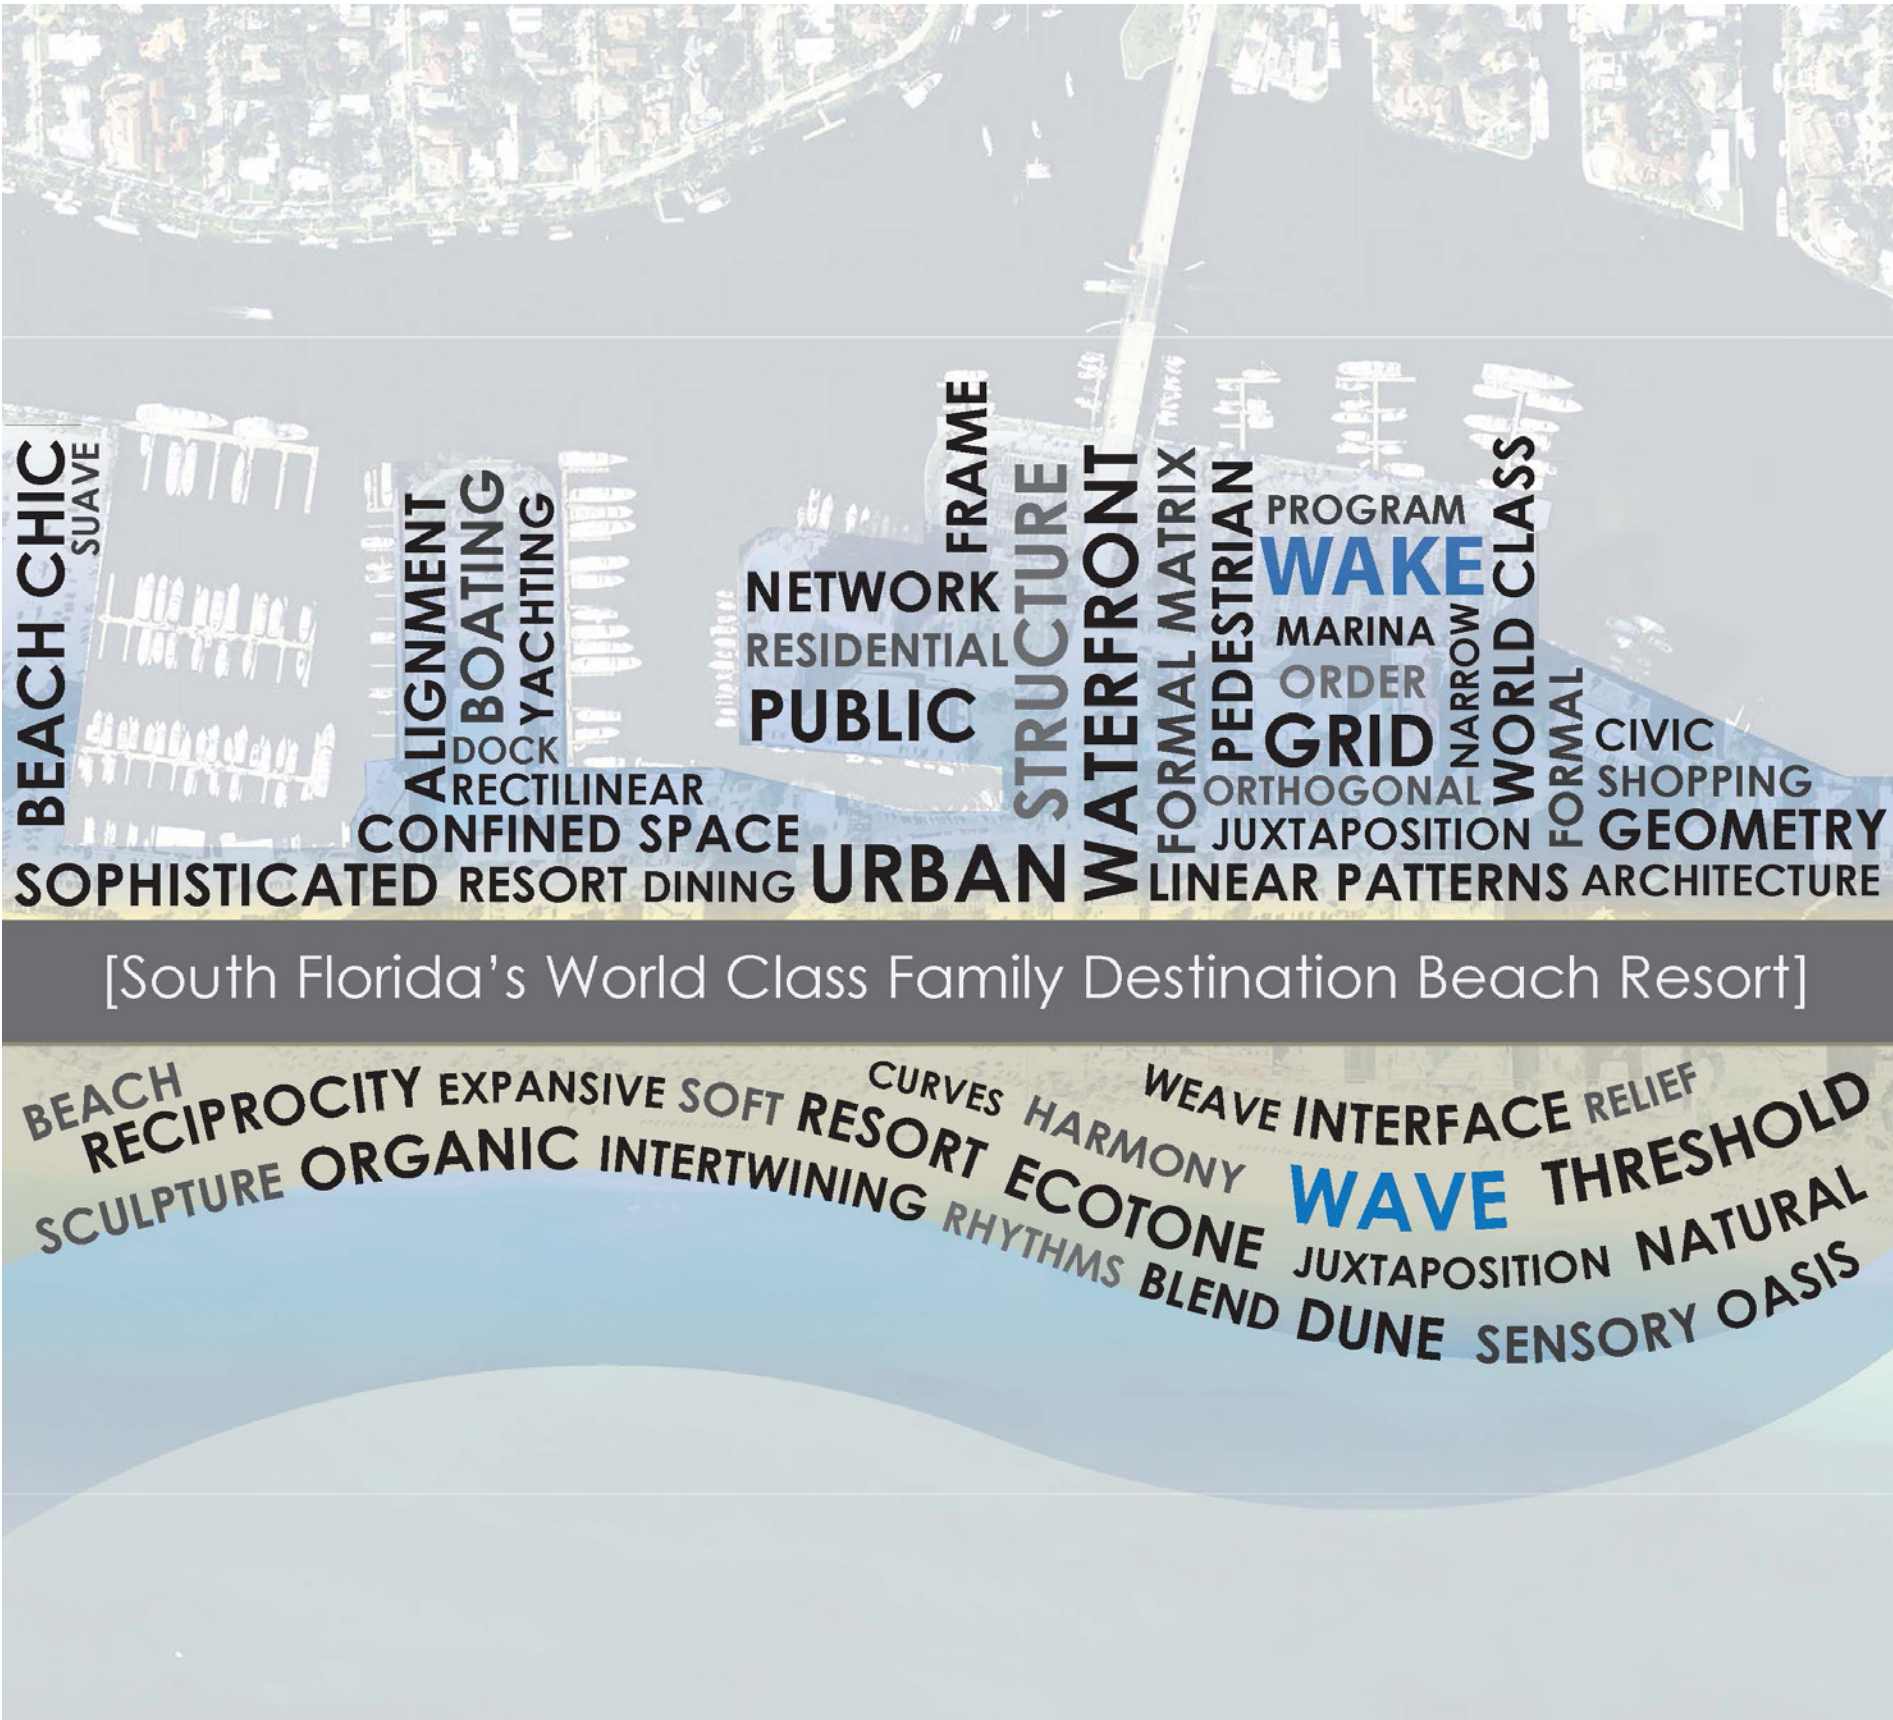 BEACH CHIC
SUAVE
ALIGNMENT
BOATING
YACHTING
DOCK
RECTILINEAR
CONFINED SPACE
SOPHISTICATED RESORT DINING URBAN
FRAME
NETWORK
RESIDENTIAL
PUBLIC
STRUCTURE
WATERFRONT
FORMAL MATRIX
PEDESTRIAN
PROGRAM
WAKE
MARINA
ORDER
GRID
NARROW
WORLD CLASS
ORTHOGONAL
JUXTAPOSITION
FORMAL
CIVIC
SHOPPING
GEOMETRY
LINEAR PATTERNS ARCHITECTURE
[South Florida's World Class Family Destination Beach Resort]
BEACH
RECIPROCITY EXPANSIVE SOFT RESORT ECOTONE
CURVES HARMONY
WEAVE INTERFACE RELIEF
WAVE THRESHOLD
SCULPTURE ORGANIC INTERTWINING RHYTHMS BLEND DUNE SENSORY OASIS
JUXTAPOSITION NATURAL